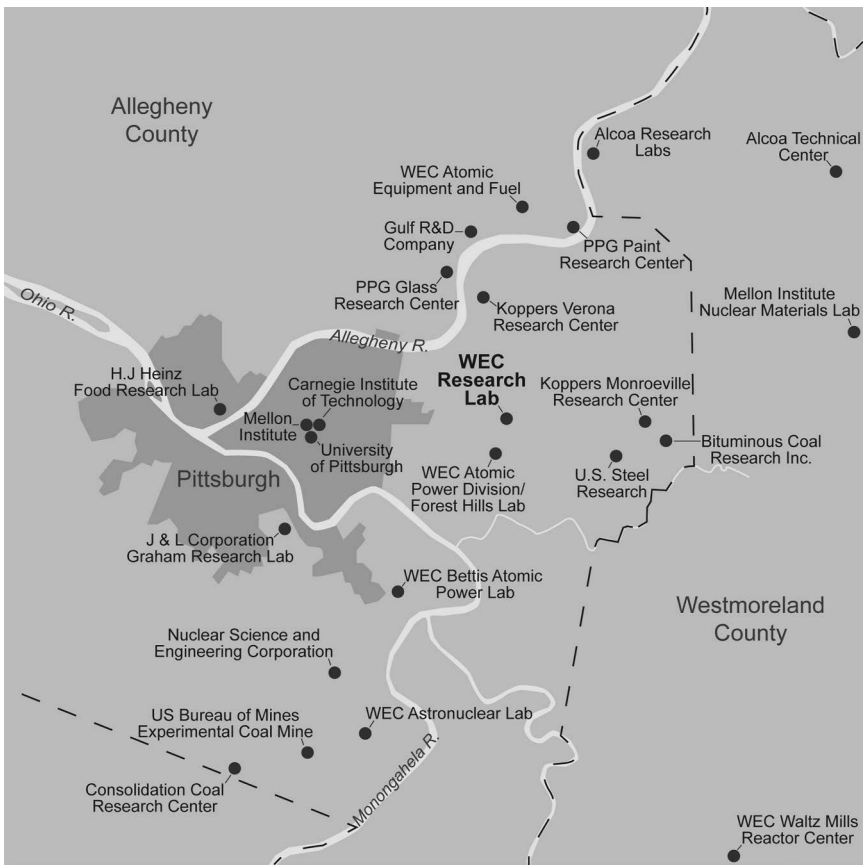 Allegheny
County
Alcoa Research
Labs
Alcoa Technical
Center
WEC Atomic
Equipment and Fuel
Gulf R&D
Company
PPG Paint
Research Center
PPG Glass
Research Center
Koppers Verona
Research Center
Mellon Institute
Nuclear Materials Lab
Ohio R.
Allegheny R.
WEC
Research
Lab
H.J Heinz
Food Research Lab
Carnegie Institute
of Technology
Mellon
Institute
University
of Pittsburgh
Koppers Monroeville
Research Center
Bituminous Coal
Research Inc.
U.S. Steel
Research
WEC Atomic
Power Division/
Forest Hills Lab
Pittsburgh
J & L Corporation
Graham Research Lab
WEC Bettis Atomic
Power Lab
Westmoreland
County
Nuclear Science and
Engineering Corporation
US Bureau of Mines
Experimental Coal Mine
WEC Astronuclear Lab
Monongahela R.
Consolidation Coal
Research Center
WEC Waltz Mills
Reactor Center